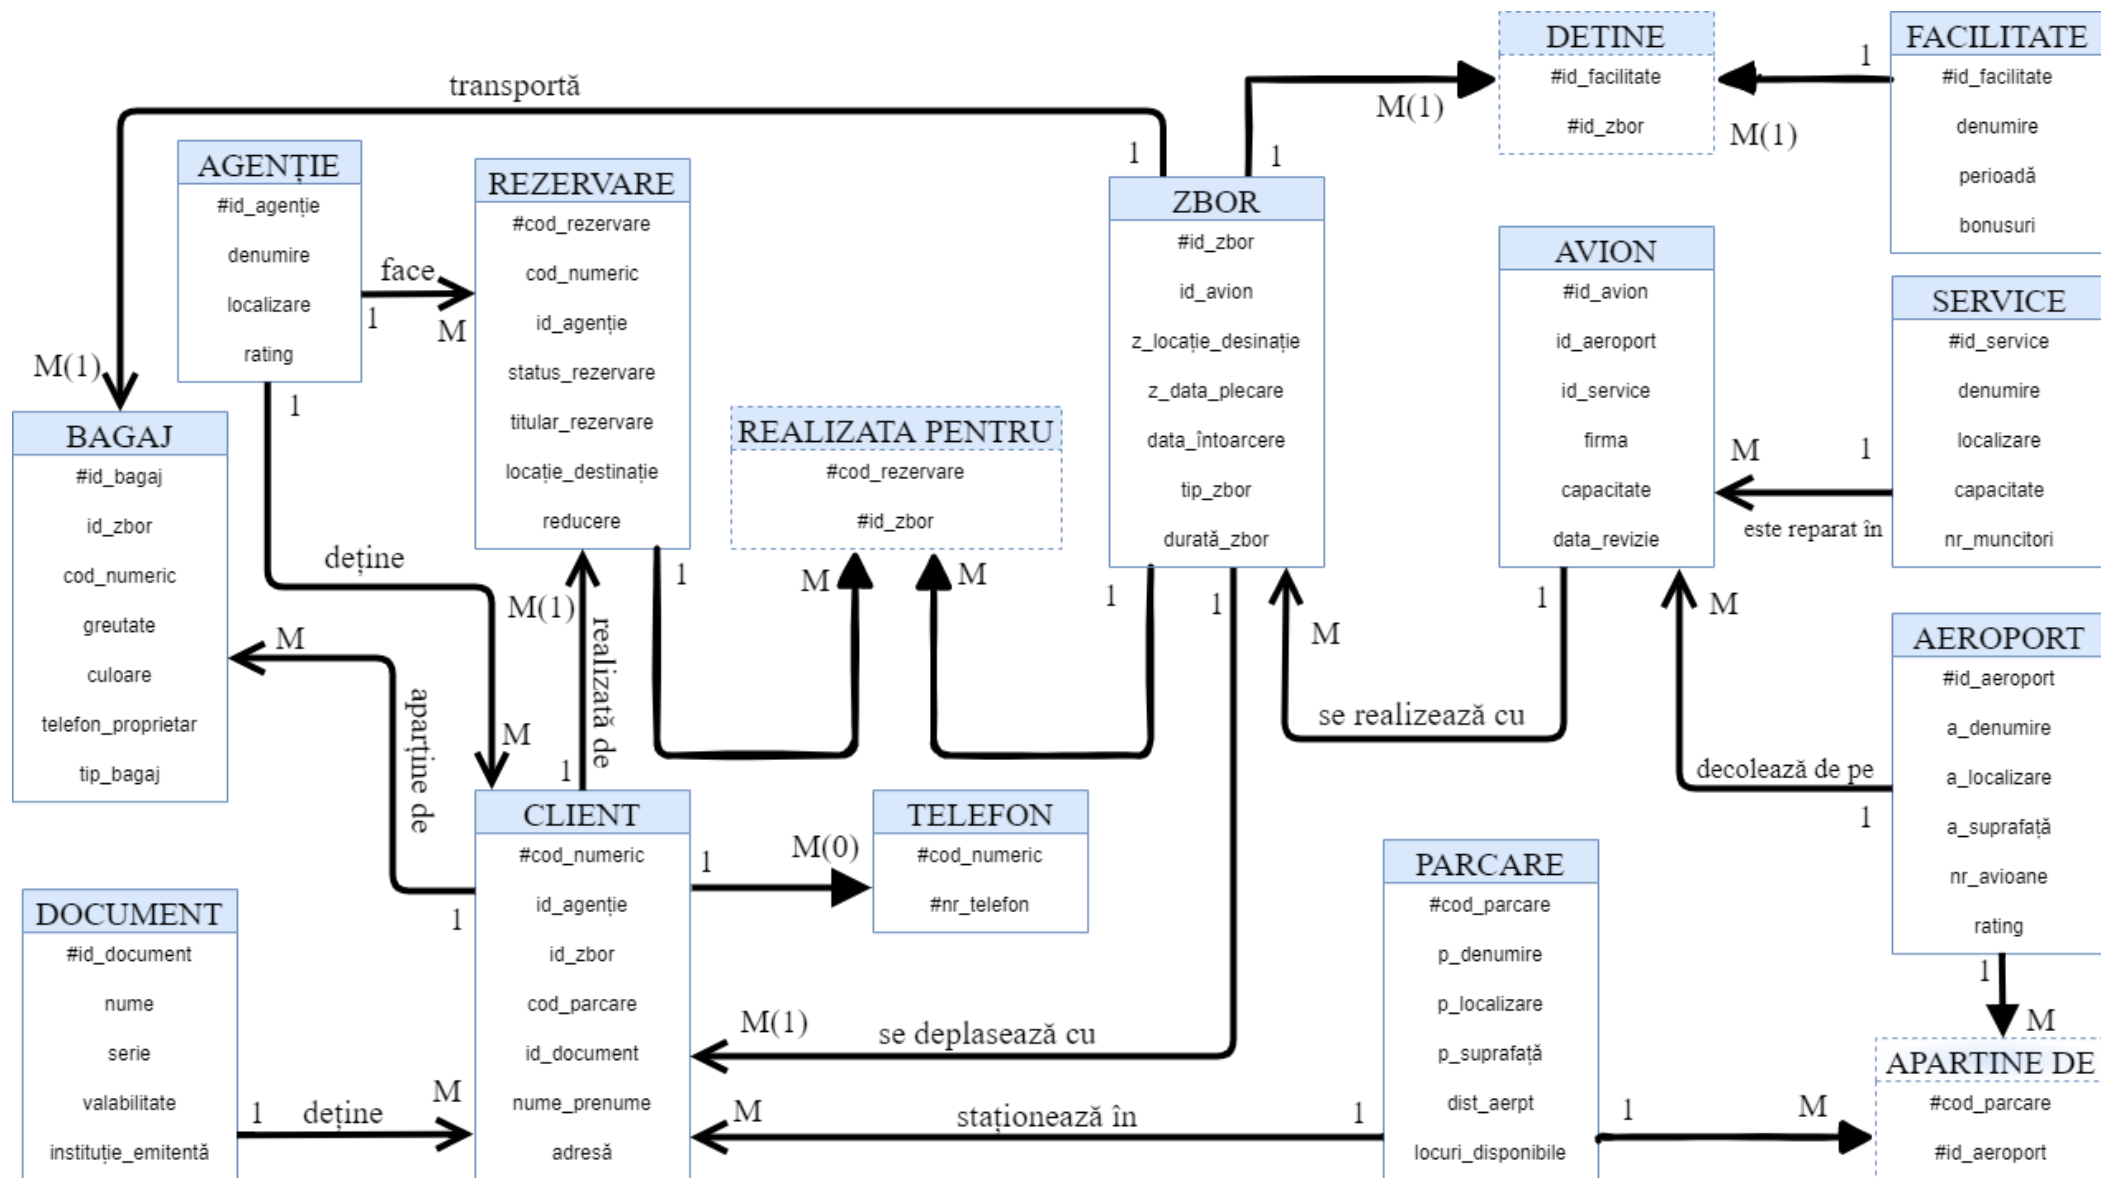 transportă
1
M(1)
1
DETINE
#id_facilitate
#id_zbor
M(1)
1
FACILITATE
#id_facilitate
denumire
perioadă
bonusuri
AGENȚIE
#id_agenție
denumire
localizare
rating
face
1
M
1
REZERVARE
#cod_rezervare
cod_numeric
id_agenție
status_rezervare
titular_rezervare
locație_destinație
reducere
1
ZBOR
#id_zbor
id_avion
z_locație_desinație
z_data_plecare
data_întoarcere
tip_zbor
durată_zbor
1
1
AVION
#id_avion
id_aeroport
id_service
firma
capacitate
data_revizie
1
M
1
este reparat în
SERVICE
#id_service
denumire
localizare
capacitate
nr_muncitori
M(1)
BAGAJ
#id_bagaj
id_zbor
cod_numeric
greutate
culoare
telefon_proprietar
tip_bagaj
REALIZATA PENTRU
#cod_rezervare
#id_zbor
M
M
deține
M
M(1)
realizată de
1
M
aparține de
1
M
se realizează cu
M
decolează de pe
1
AEROPORT
#id_aeroport
a_denumire
a_localizare
a_suprafață
nr_avioane
rating
1
M
CLIENT
#cod_numeric
id_agenție
id_zbor
cod_parcare
id_document
nume_prenume
adresă
1
M(0)
TELEFON
#cod_numeric
#nr_telefon
DOCUMENT
#id_document
nume
serie
valabilitate
instituție_emitentă
1
deține
M
M(1)
se deplasează cu
M
staționează în
1
PARCARE
#cod_parcare
p_denumire
p_localizare
p_suprafață
dist_aerpt
locuri_disponibile
1
M
APARTINE DE
#cod_parcare
#id_aeroport
M(1)